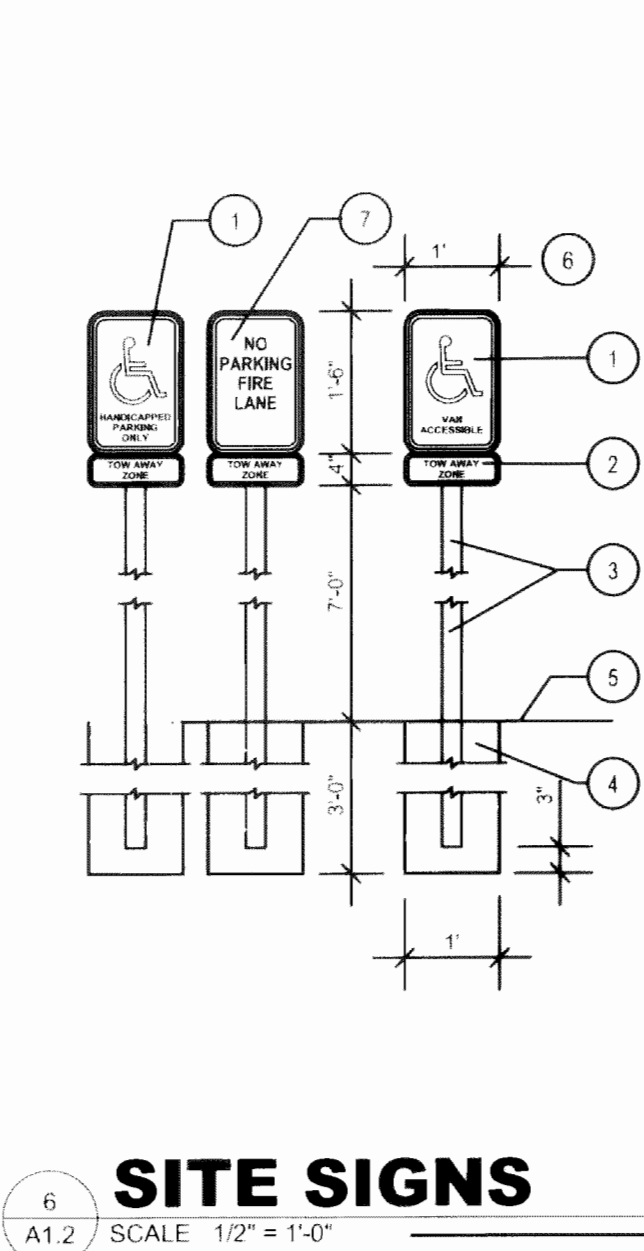 1
7
1'
6
HANDICAPPED
PARKING
ONLY
TOW AWAY
ZONE
NO
PARKING
FIRE
LANE
TOW AWAY
ZONE
1'-6"
4"
VAN
ACCESSIBLE
1
TOW AWAY
ZONE
2
3
7'-0"
5
4
3'-0"
3"
1'
SITE SIGNS
6
A1.2
SCALE 1/2" = 1'-0"